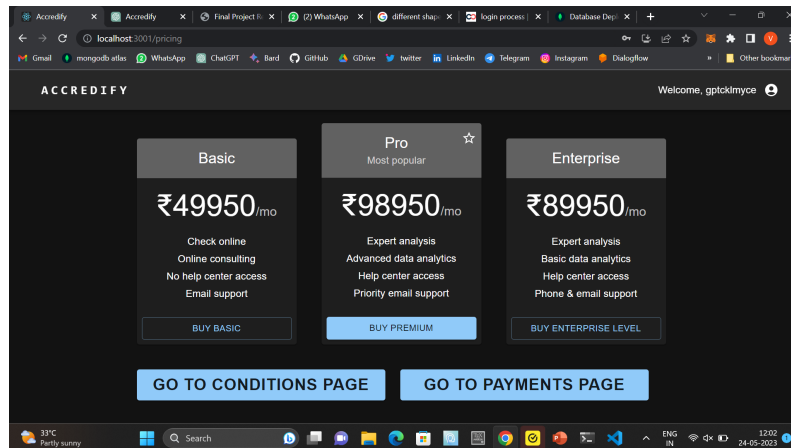 Accredify
Accredify
Final Project R
(2) WhatsApp
different shape
login process |
Database Depl
localhost:3001/pricing
Gmail
mongodb atlas
WhatsApp
ChatGPT
Bard
GitHub
GDrive
twitter
LinkedIn
Telegram
Instagram
Dialogflow
»
Other bookmar
ACCREDIFY
Welcome, gptcklmyce
Basic
₹49950/mo
Check online
Online consulting
No help center access
Email support
BUY BASIC
Pro
Most popular
₹98950/mo
Expert analysis
Advanced data analytics
Help center access
Priority email support
BUY PREMIUM
Enterprise
₹89950/mo
Expert analysis
Basic data analytics
Help center access
Phone & email support
BUY ENTERPRISE LEVEL
GO TO CONDITIONS PAGE
GO TO PAYMENTS PAGE
33°C
Partly sunny
Search
ENG
IN
12:02
24-05-2023